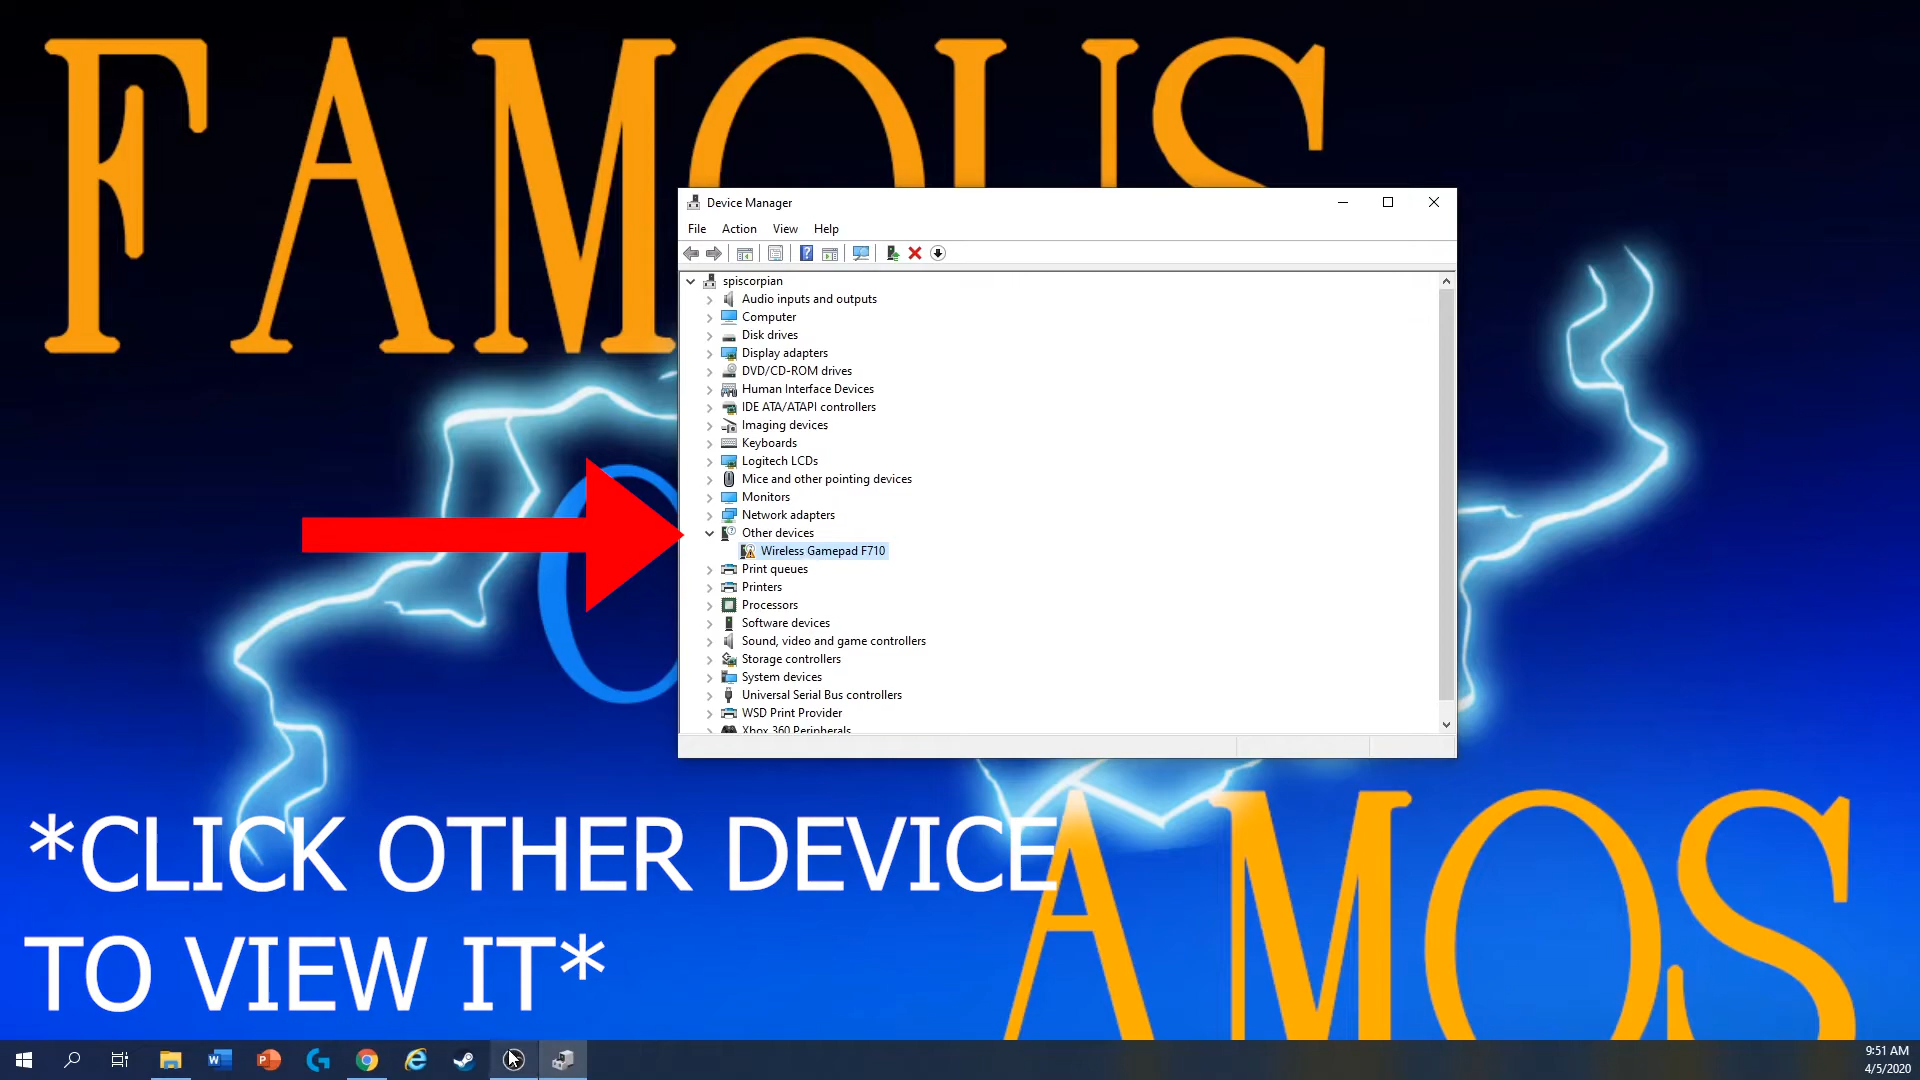 FAMOUS
Device Manager
File Action View Help
spiscorpian
Audio inputs and outputs
Computer
Disk drives
Display adapters
DVD/CD-ROM drives
Human Interface Devices
IDE ATA/ATAPI controllers
Imaging devices
Keyboards
Logitech LCDs
Mice and other pointing devices
Monitors
Network adapters
Other devices
Wireless Gamepad F710
Print queues
Printers
Processors
Software devices
Sound, video and game controllers
Storage controllers
System devices
Universal Serial Bus controllers
WSD Print Provider
Xbox 360 Peripherals
*CLICK OTHER DEVICE
TO VIEW IT*
AMOS
9:51 AM
4/5/2020